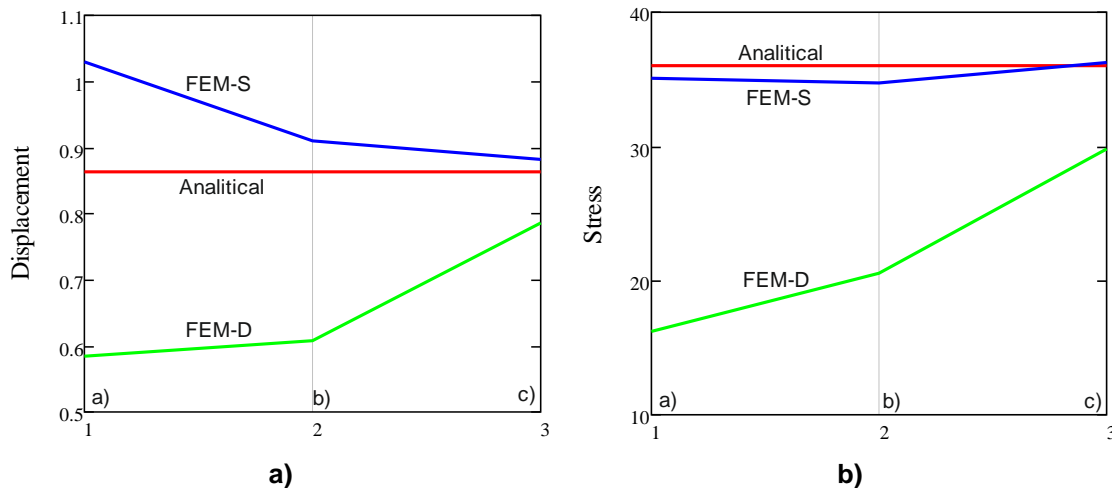 1.1
1
0.9
0.8
0.7
0.6
0.5
Displacement
FEM-S
Analitical
FEM-D
a)
b)
c)
1
2
3
a)
40
30
20
10
Stress
Analitical
FEM-S
FEM-D
a)
b)
c)
1
2
3
b)